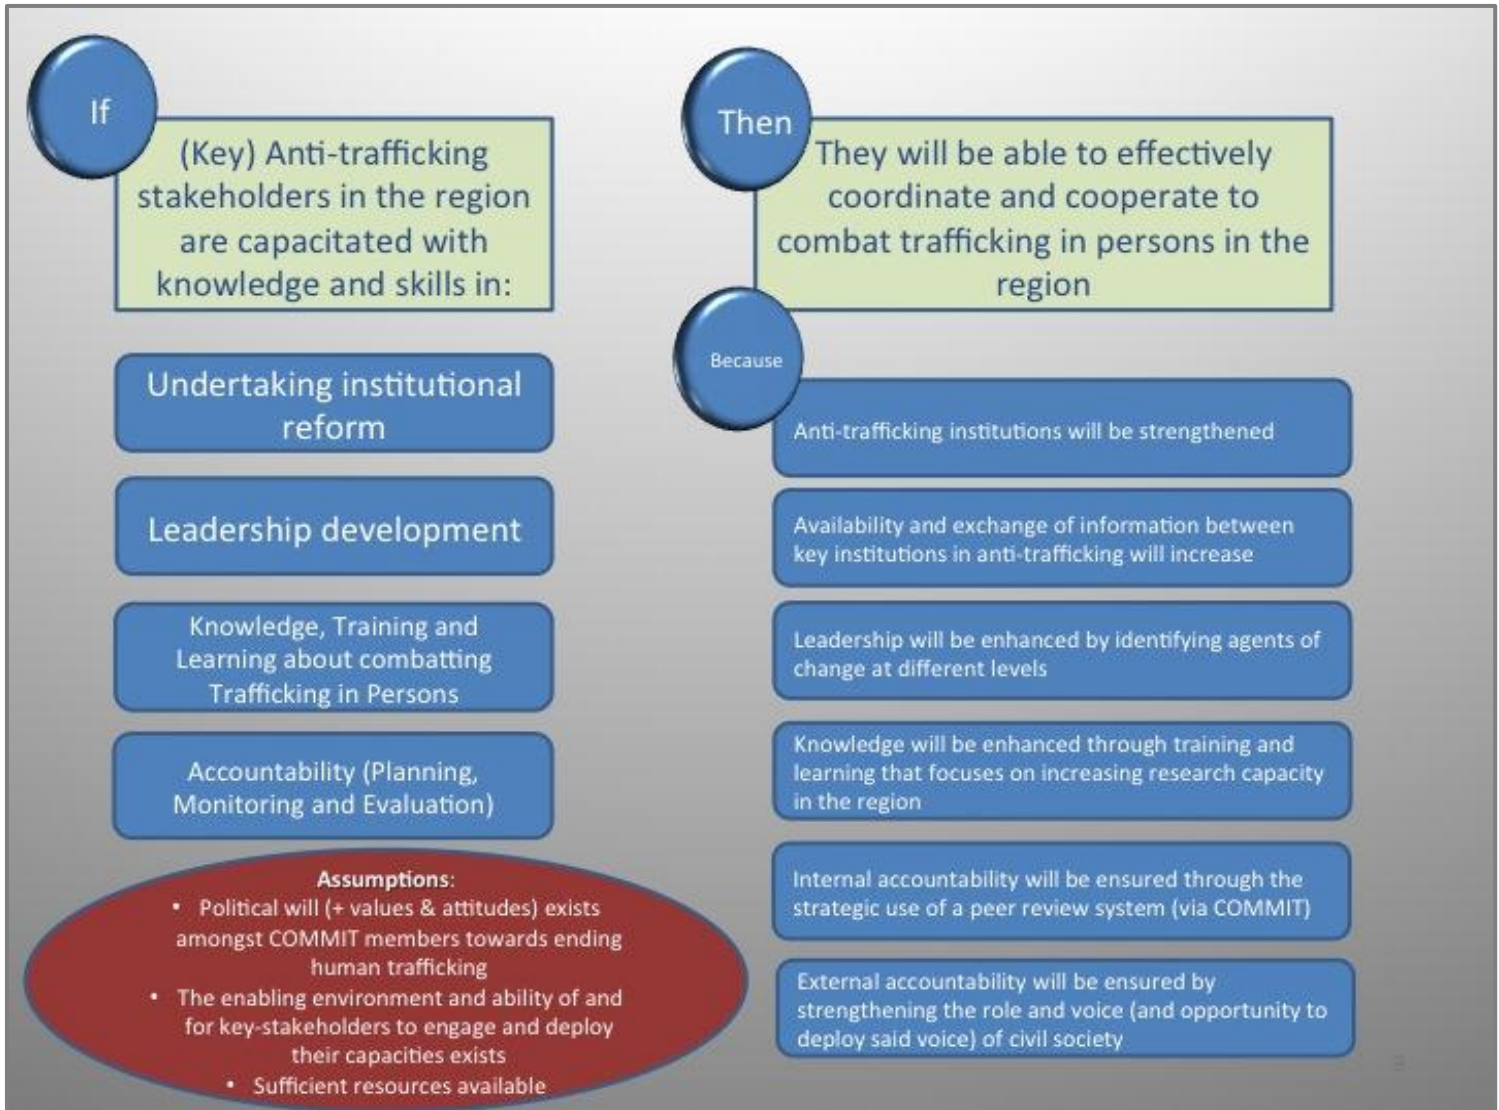 If
(Key) Anti-trafficking
stakeholders in the region
are capacitated with
knowledge and skills in:
Undertaking institutional
reform
Leadership development
Knowledge, Training and
Learning about combatting
Trafficking in Persons
Accountability (Planning,
Monitoring and Evaluation)
Assumptions:
• Political will (+ values & attitudes) exists
amongst COMMIT members towards ending
human trafficking
• The enabling environment and ability of and
for key-stakeholders to engage and deploy
their capacities exists
• Sufficient resources available
Then
They will be able to effectively
coordinate and cooperate to
combat trafficking in persons in the
region
Because
Anti-trafficking institutions will be strengthened
Availability and exchange of information between
key institutions in anti-trafficking will increase
Leadership will be enhanced by identifying agents of
change at different levels
Knowledge will be enhanced through training and
learning that focuses on increasing research capacity
in the region
Internal accountability will be ensured through the
strategic use of a peer review system (via COMMIT)
External accountability will be ensured by
strengthening the role and voice (and opportunity to
deploy said voice) of civil society